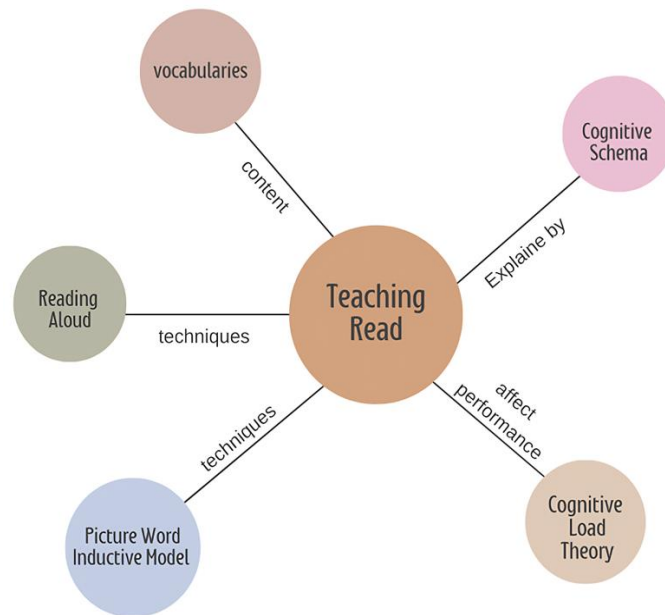 vocabularies
content
Cognitive
Schema
Explaine by
Teaching
Read
Reading
Aloud
techniques
techniques
Picture Word
Inductive Model
affect
performance
Cognitive
Load
Theory